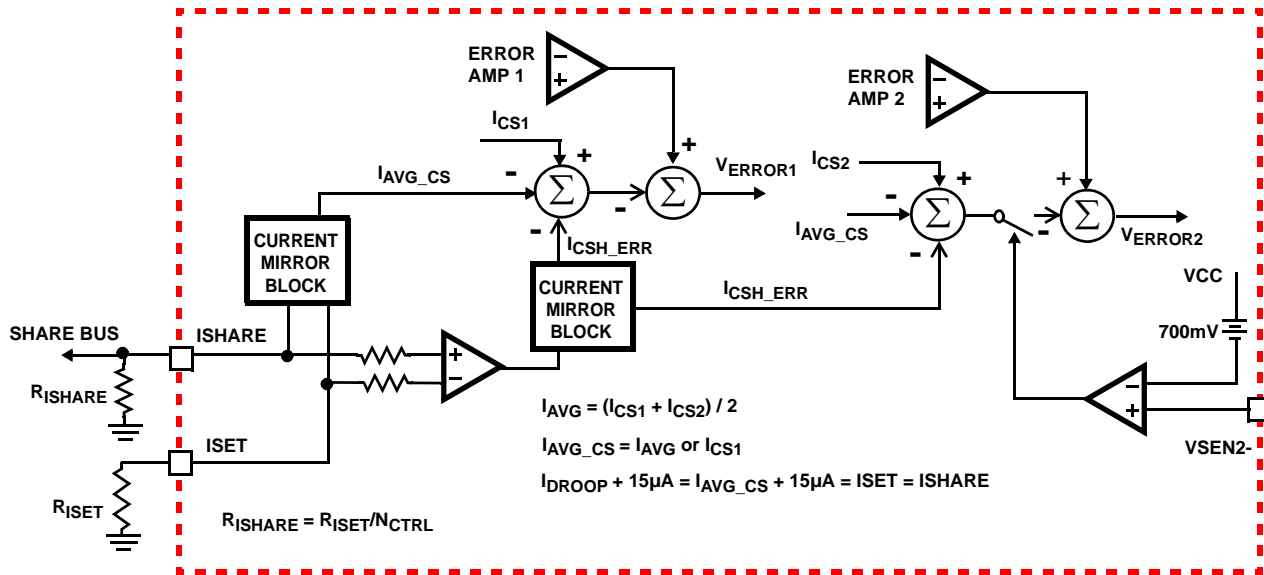 ERROR
AMP 1
- 
+
ERROR
AMP 2
-
+
ICS1
+
+
VERROR1
ICS2
+
+
IAVG_CS
-
Σ
-
Σ
-
IAVG_CS
-
Σ
-
Σ
-
VERROR2
CURRENT
MIRROR
BLOCK
ICSH_ERR
CURRENT
MIRROR
BLOCK
ICSH_ERR
VCC
700mV
SHARE BUS
ISHARE
+
-
RISHARE
-
+
VSEN2-
ISET
RISET
IAVG = (ICS1 + ICS2) / 2
IAVG_CS = IAVG or ICS1
IDROOP + 15µA = IAVG_CS + 15µA = ISET = ISHARE
RISHARE = RISET/NCTRL